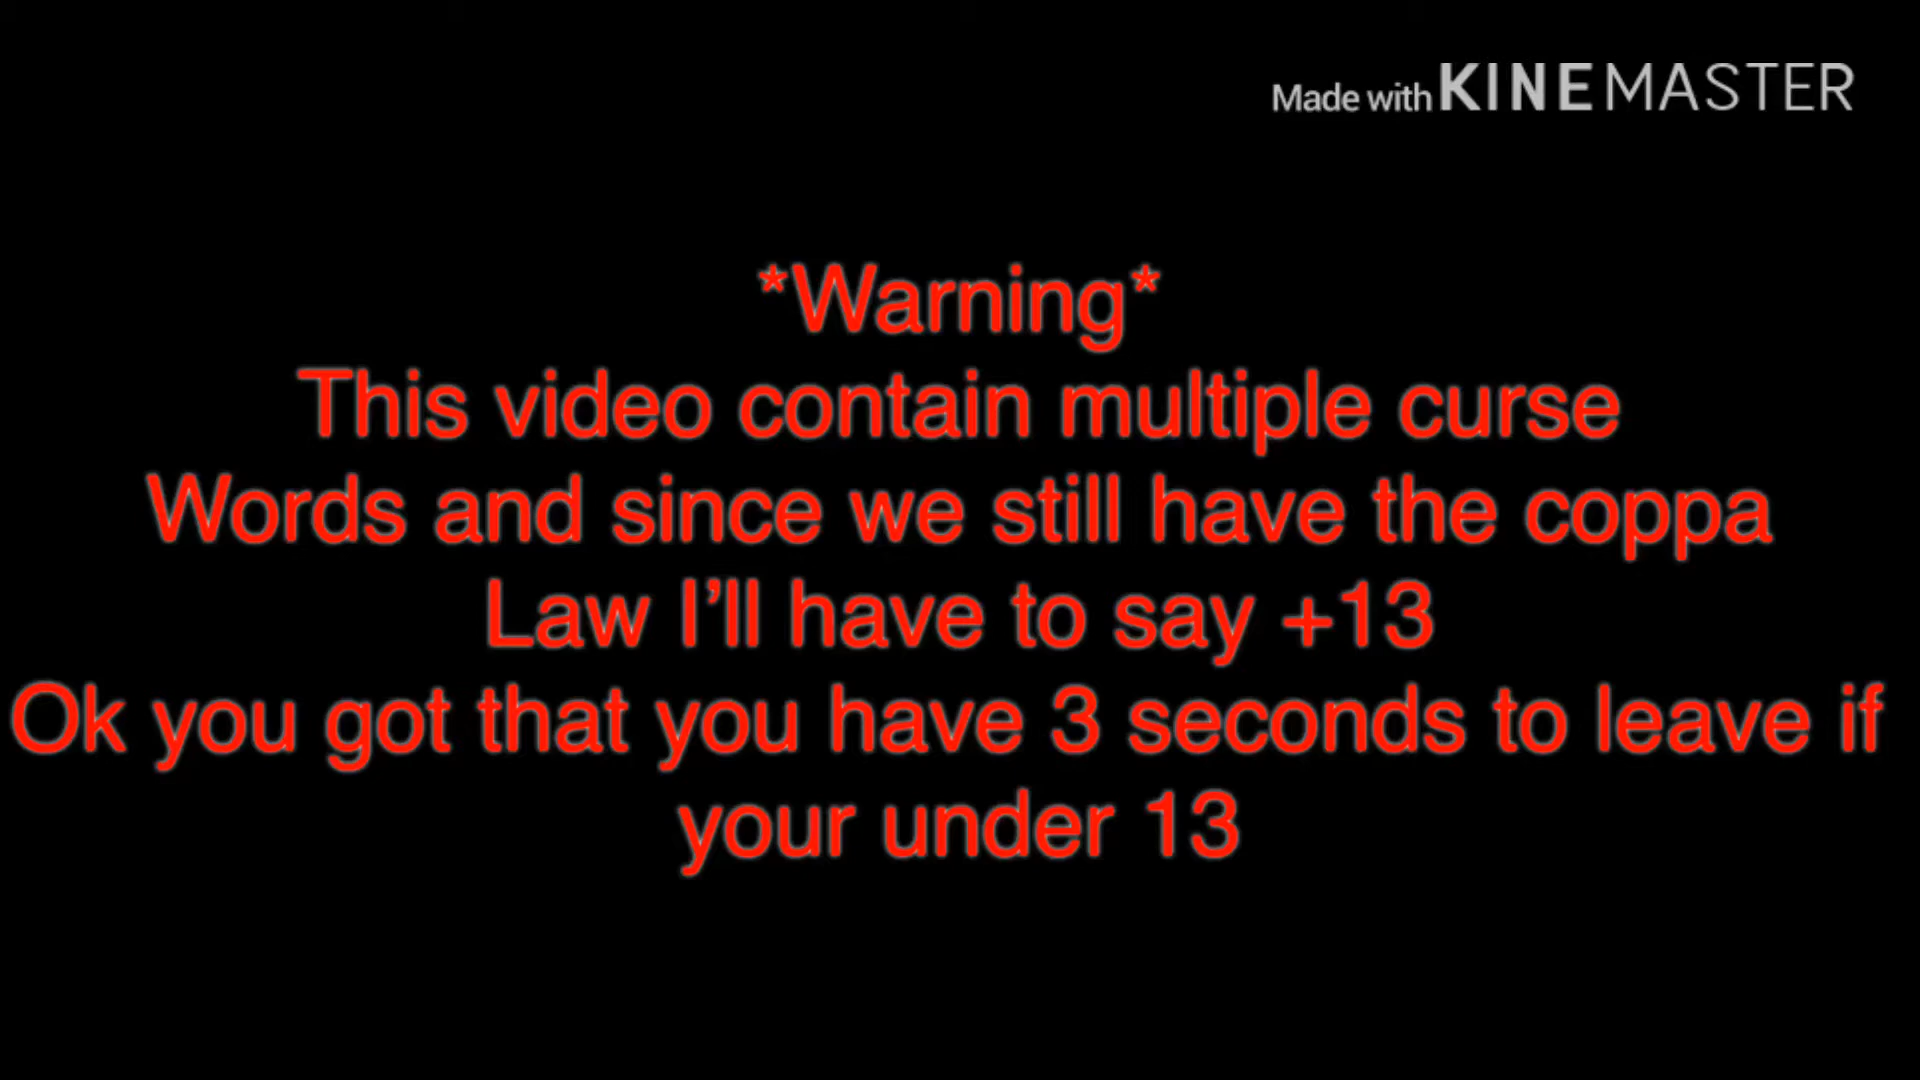 Made with KINEMASTER
*Warning*
This video contain multiple curse
Words and since we still have the coppa
Law I’ll have to say +13
Ok you got that you have 3 seconds to leave if
your under 13